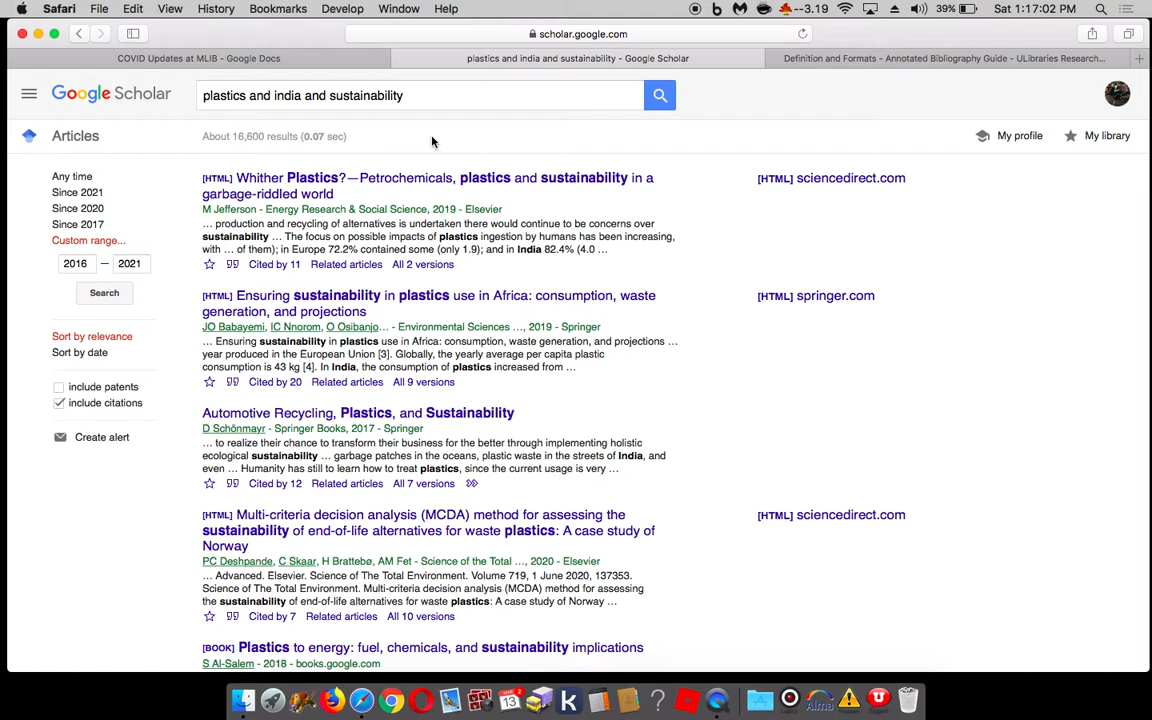 Safari File Edit View History Bookmarks Develop Window Help --3.19 39% Sat 1:17:02 PM
scholar.google.com
COVID Updates at MLIB - Google Docs
plastics and india and sustainability - Google Scholar
Definition and Formats - Annotated Bibliography Guide - ULibraries Research...
Google Scholar
plastics and india and sustainability
Articles
About 16,600 results (0.07 sec)
My profile
My library
Any time
Since 2021
Since 2020
Since 2017
Custom range...
2016 — 2021
Search
Sort by relevance
Sort by date
include patents
include citations
Create alert
[HTML] Whither Plastics?—Petrochemicals, plastics and sustainability in a
garbage-riddled world
M Jefferson - Energy Research & Social Science, 2019 - Elsevier
... production and recycling of alternatives is undertaken there would continue to be concerns over
sustainability ... The focus on possible impacts of plastics ingestion by humans has been increasing,
with ... of them); in Europe 72.2% contained some (only 1.9); and in India 82.4% (4.0 ...
Cited by 11 Related articles All 2 versions
[HTML] sciencedirect.com
[HTML] Ensuring sustainability in plastics use in Africa: consumption, waste
generation, and projections
JO Babayemi, IC Nnorom, O Osibanjo... - Environmental Sciences ..., 2019 - Springer
... Ensuring sustainability in plastics use in Africa: consumption, waste generation, and projections ...
year produced in the European Union [3]. Globally, the yearly average per capita plastic
consumption is 43 kg [4]. In India, the consumption of plastics increased from ...
Cited by 20 Related articles All 9 versions
[HTML] springer.com
Automotive Recycling, Plastics, and Sustainability
D Schönmayr - Springer Books, 2017 - Springer
... to realize their chance to transform their business for the better through implementing holistic
ecological sustainability ... garbage patches in the oceans, plastic waste in the streets of India, and
even ... Humanity has still to learn how to treat plastics, since the current usage is very ...
Cited by 12 Related articles All 7 versions
[HTML] Multi-criteria decision analysis (MCDA) method for assessing the
sustainability of end-of-life alternatives for waste plastics: A case study of
Norway
PC Deshpande, C Skaar, H Brattebø, AM Fet - Science of the Total ..., 2020 - Elsevier
... Advanced. Elsevier. Science of The Total Environment. Volume 719, 1 June 2020, 137353.
Science of The Total Environment. Multi-criteria decision analysis (MCDA) method for assessing
the sustainability of end-of-life alternatives for waste plastics: A case study of Norway ...
Cited by 7 Related articles All 10 versions
[HTML] sciencedirect.com
[BOOK] Plastics to energy: fuel, chemicals, and sustainability implications
S Al-Salem - 2018 - books.google.com
13
2
Alma